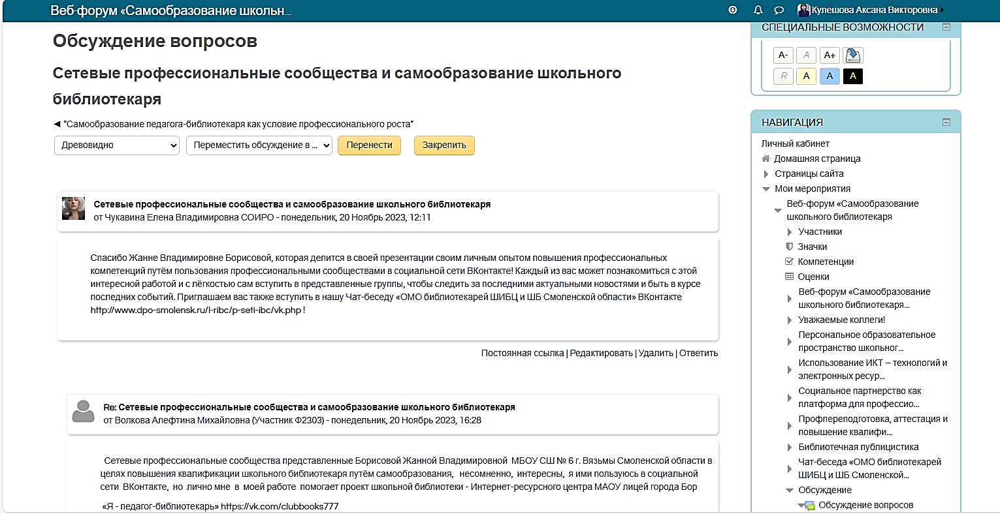 Веб-форум «Самообразование школьн...
Кулешова Аксана Викторовна
Обсуждение вопросов
Сетевые профессиональные сообщества и самообразование школьного
библиотекаря
◄ "Самообразование педагога-библиотекаря как условие профессионального роста"
Древовидно
Переместить обсуждение в ...
Перенести
Закрепить
Сетевые профессиональные сообщества и самообразование школьного библиотекаря
от Чукавина Елена Владимировна СОИРО - понедельник, 20 Ноябрь 2023, 12:11
Спасибо Жанне Владимировне Борисовой, которая делится в своей презентации своим личным опытом повышения профессиональных
компетенций путём пользования профессиональными сообществами в социальной сети ВКонтакте! Каждый из вас может познакомиться с этой
интересной работой и с лёгкостью сам вступить в представленные группы, чтобы следить за последними актуальными новостями и быть в курсе
последних событий. Приглашаем вас также вступить в нашу Чат-беседу «ОМО библиотекарей ШИБЦ и ШБ Смоленской области» ВКонтакте
http://www.dpo-smolensk.ru/l-ribc/p-seti-ibc/vk.php !
Постоянная ссылка | Редактировать | Удалить | Ответить
Re: Сетевые профессиональные сообщества и самообразование школьного библиотекаря
от Волкова Алефтина Михайловна (Участник Ф2303) - понедельник, 20 Ноябрь 2023, 16:28
Сетевые профессиональные сообщества представленные Борисовой Жанной Владимировной МБОУ СШ № 6 г. Вязьмы Смоленской области в
целях повышения квалификации школьного библиотекаря путём самообразования, несомненно, интересны, я ими пользуюсь в социальной
сети ВКонтакте, но лично мне в моей работе помогает проект школьной библиотеки - Интернет-ресурсного центра МАОУ лицей города Бор
«Я - педагог-библиотекарь» https://vk.com/clubbooks777
СПЕЦИАЛЬНЫЕ ВОЗМОЖНОСТИ
A- A A+
R A A A
НАВИГАЦИЯ
Личный кабинет
Домашняя страница
Страницы сайта
Мои мероприятия
Веб-форум «Самообразование
школьного библиотекаря
Участники
Значки
Компетенции
Оценки
Веб-форум «Самообразование
школьного библиотекаря...
Уважаемые коллеги!
Персональное образовательное
пространство школьног...
Использование ИКТ – технологий и
электронных ресур...
Социальное партнерство как
платформа для профессио...
Профпереподготовка, аттестация и
повышение квалифи...
Библиотечная публицистика
Чат-беседа «ОМО библиотекарей
ШИБЦ и ШБ Смоленской...
Обсуждение
Обсуждение вопросов